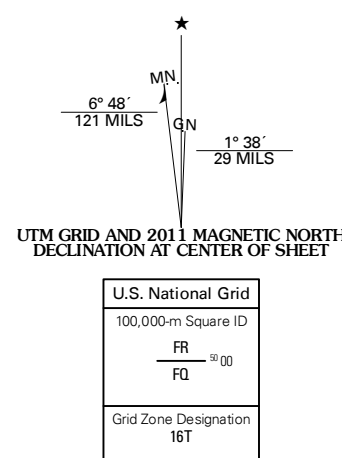 ★
MN.
6° 48´
121 MILS
GN
1° 38´
29 MILS
UTM GRID AND 2011 MAGNETIC NORTH
DECLINATION AT CENTER OF SHEET
U.S. National Grid
100,000-m Square ID
FR
50 00
FQ
Grid Zone Designation
16T